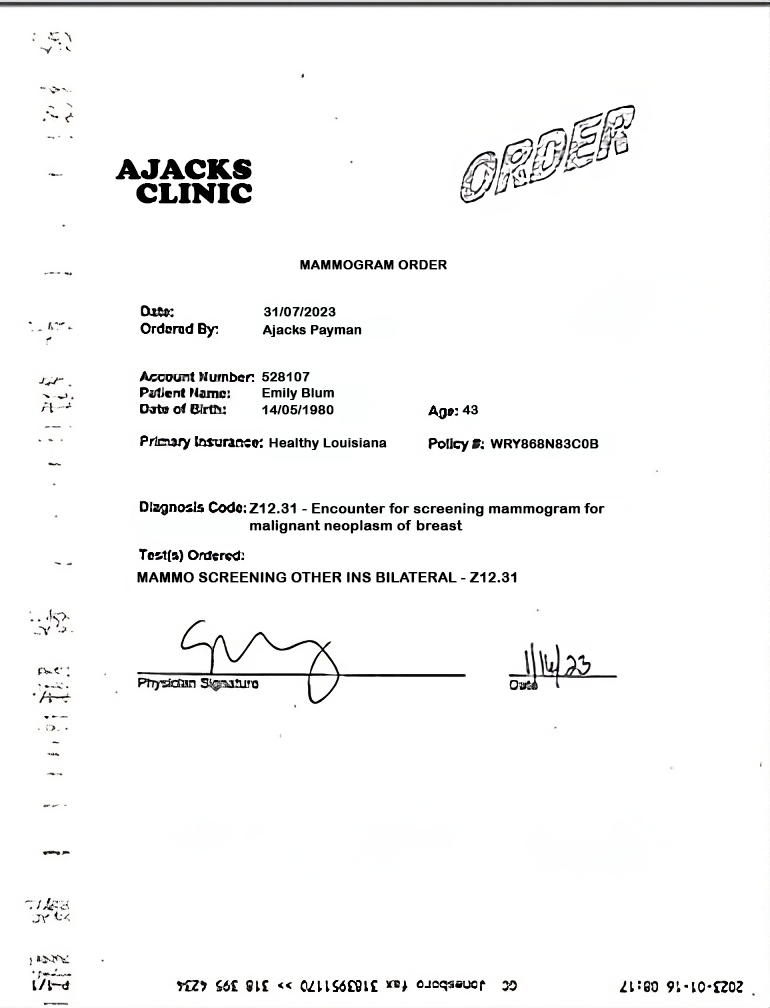 AJACKS
CLINIC
ORDER
MAMMOGRAM ORDER
Date: 31/07/2023
Ordered By: Ajacks Payman
Account Number: 528107
Patient Name: Emily Blum
Date of Birth: 14/05/1980 Age: 43
Primary Insurance: Healthy Louisiana Policy #: WRY868N83C0B
Diagnosis Code: Z12.31 - Encounter for screening mammogram for
malignant neoplasm of breast
Test(s) Ordered:
MAMMO SCREENING OTHER INS BILATERAL - Z12.31
1/16/23
Physician Signature Date
2023-01-16 08:17 CC jonesboro fax 3183951170 >> 318 395 4234 P 1/1